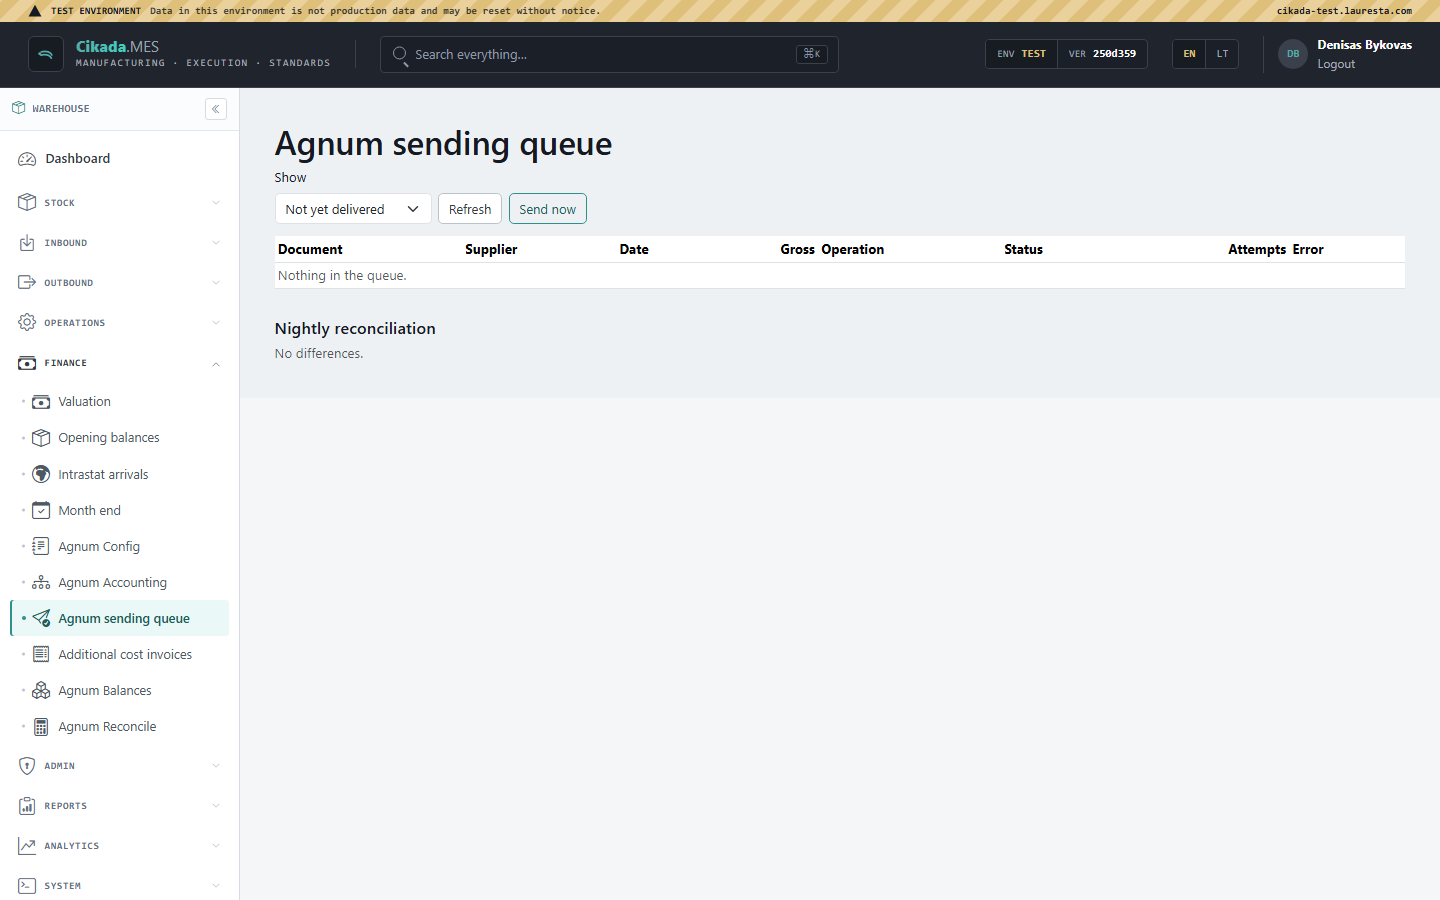 TEST ENVIRONMENT Data in this environment is not production data and may be reset without notice. cikada-test.lauresta.com
Cikada.MES
MANUFACTURING · EXECUTION · STANDARDS
Search everything... ⌘K
ENV TEST VER 250d359
EN LT
DB Denisas Bykovas
Logout
WAREHOUSE
Dashboard
STOCK
INBOUND
OUTBOUND
OPERATIONS
FINANCE
Valuation
Opening balances
Intrastat arrivals
Month end
Agnum Config
Agnum Accounting
Agnum sending queue
Additional cost invoices
Agnum Balances
Agnum Reconcile
ADMIN
REPORTS
ANALYTICS
SYSTEM
Agnum sending queue
Show
Not yet delivered Refresh Send now
Document Supplier Date Gross Operation Status Attempts Error
Nothing in the queue.
Nightly reconciliation
No differences.